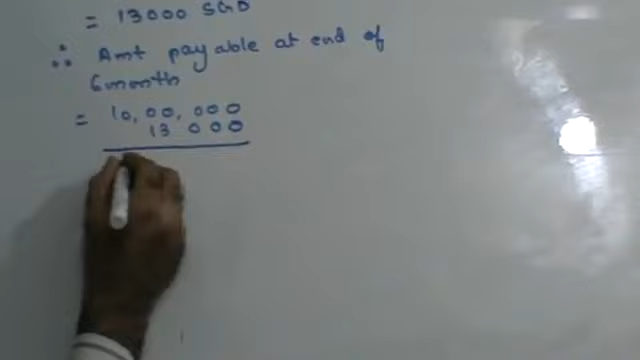 = 13000 SGD
∴ Amt payable at end of
6 month
= 10,00,000
13 000